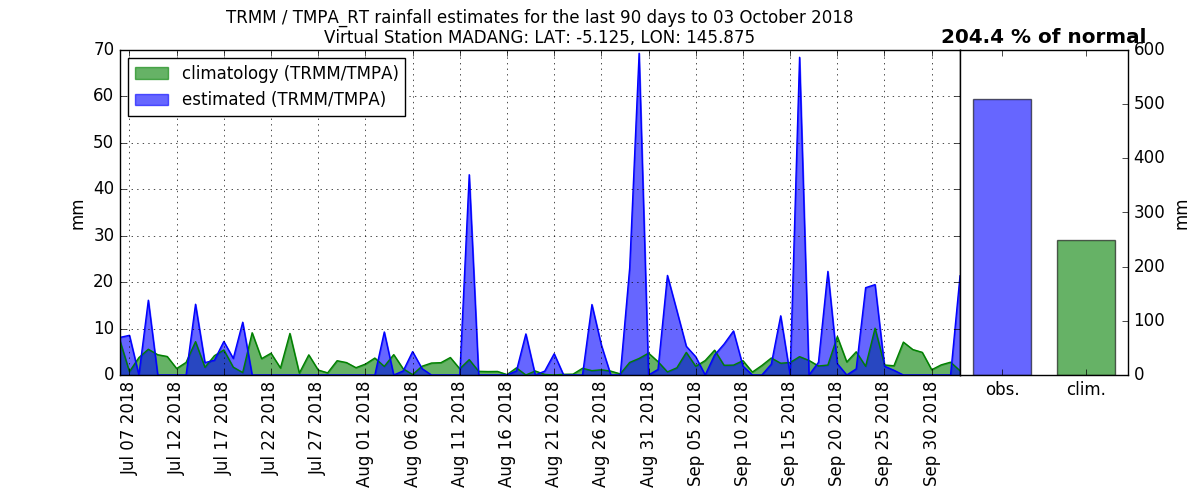 TRMM / TMPA_RT rainfall estimates for the last 90 days to 03 October 2018
Virtual Station MADANG: LAT: -5.125, LON: 145.875
204.4 % of normal
climatology (TRMM/TMPA)
estimated (TRMM/TMPA)
70
60
50
40
30
20
10
0
mm
Jul 07 2018
Jul 12 2018
Jul 17 2018
Jul 22 2018
Jul 27 2018
Aug 01 2018
Aug 06 2018
Aug 11 2018
Aug 16 2018
Aug 21 2018
Aug 26 2018
Aug 31 2018
Sep 05 2018
Sep 10 2018
Sep 15 2018
Sep 20 2018
Sep 25 2018
Sep 30 2018
600
500
400
300
200
100
0
mm
obs.
clim.